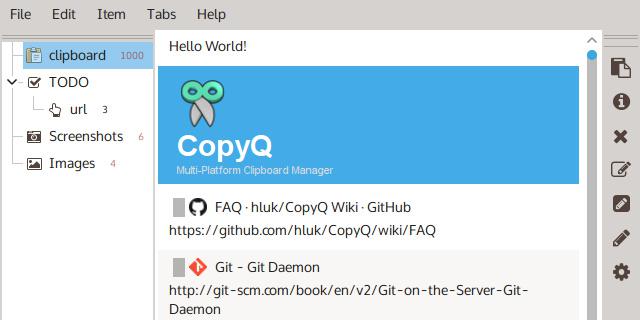 File Edit Item Tabs Help
clipboard 1000
TODO
url 3
Screenshots 6
Images 4
Hello World!
CopyQ
Multi-Platform Clipboard Manager
FAQ · hluk/CopyQ Wiki · GitHub
https://github.com/hluk/CopyQ/wiki/FAQ
Git - Git Daemon
http://git-scm.com/book/en/v2/Git-on-the-Server-Git-
Daemon